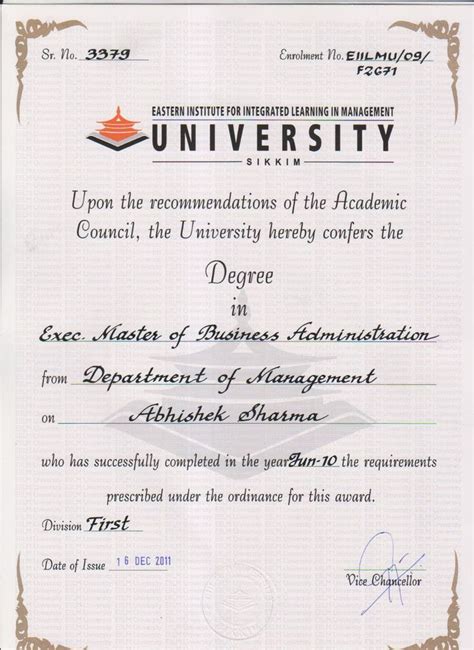 Sr. No. 3379 Enrolment No. EIILMU/09/
F2G71
EASTERN INSTITUTE FOR INTEGRATED LEARNING IN MANAGEMENT
UNIVERSITY
SIKKIM
Upon the recommendations of the Academic
Council, the University hereby confers the
Degree
in
Exec. Master of Business Administration
from Department of Management
on Abhishek Sharma
who has successfully completed in the year Jun-10 the requirements
prescribed under the ordinance for this award.
Division First
Date of Issue 16 DEC 2011
Vice Chancellor